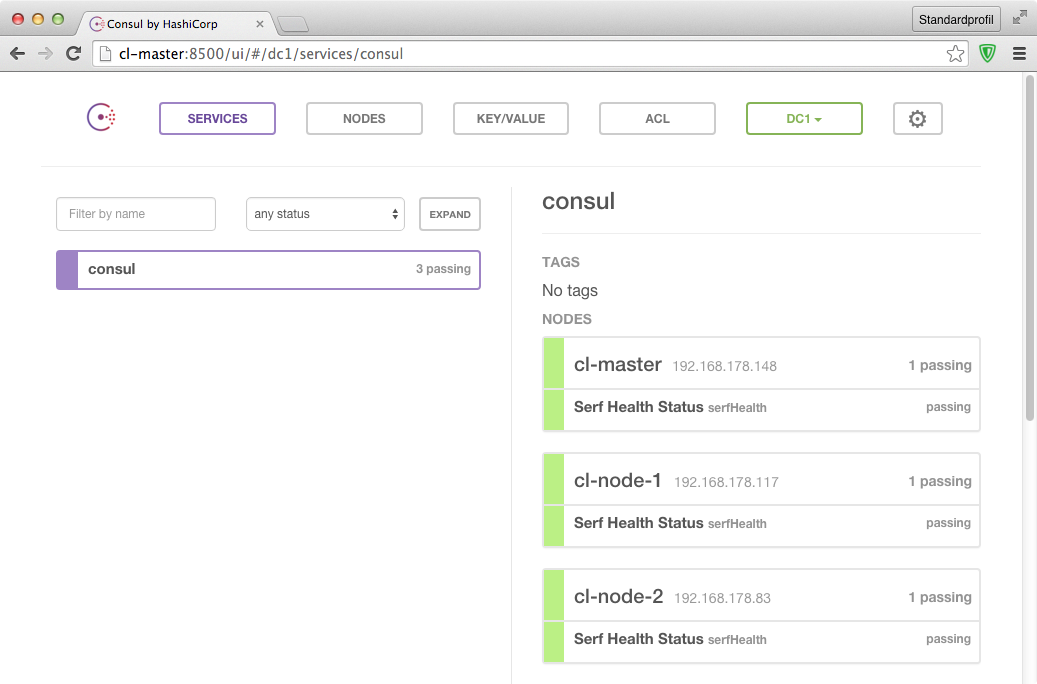 Consul by HashiCorp
Standardprofil
cl-master:8500/ui/#/dc1/services/consul
SERVICES
NODES
KEY/VALUE
ACL
DC1
Filter by name
any status
EXPAND
consul
3 passing
consul
TAGS
No tags
NODES
cl-master 192.168.178.148 1 passing
Serf Health Status serfHealth passing
cl-node-1 192.168.178.117 1 passing
Serf Health Status serfHealth passing
cl-node-2 192.168.178.83 1 passing
Serf Health Status serfHealth passing